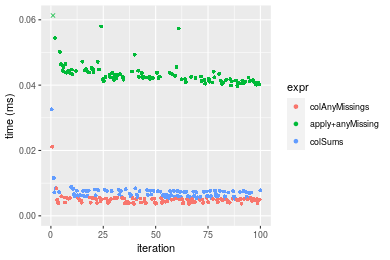 0.06
0.04
0.02
0.00
time (ms)
0
25
50
75
100
iteration
expr
colAnyMissings
apply+anyMissing
colSums